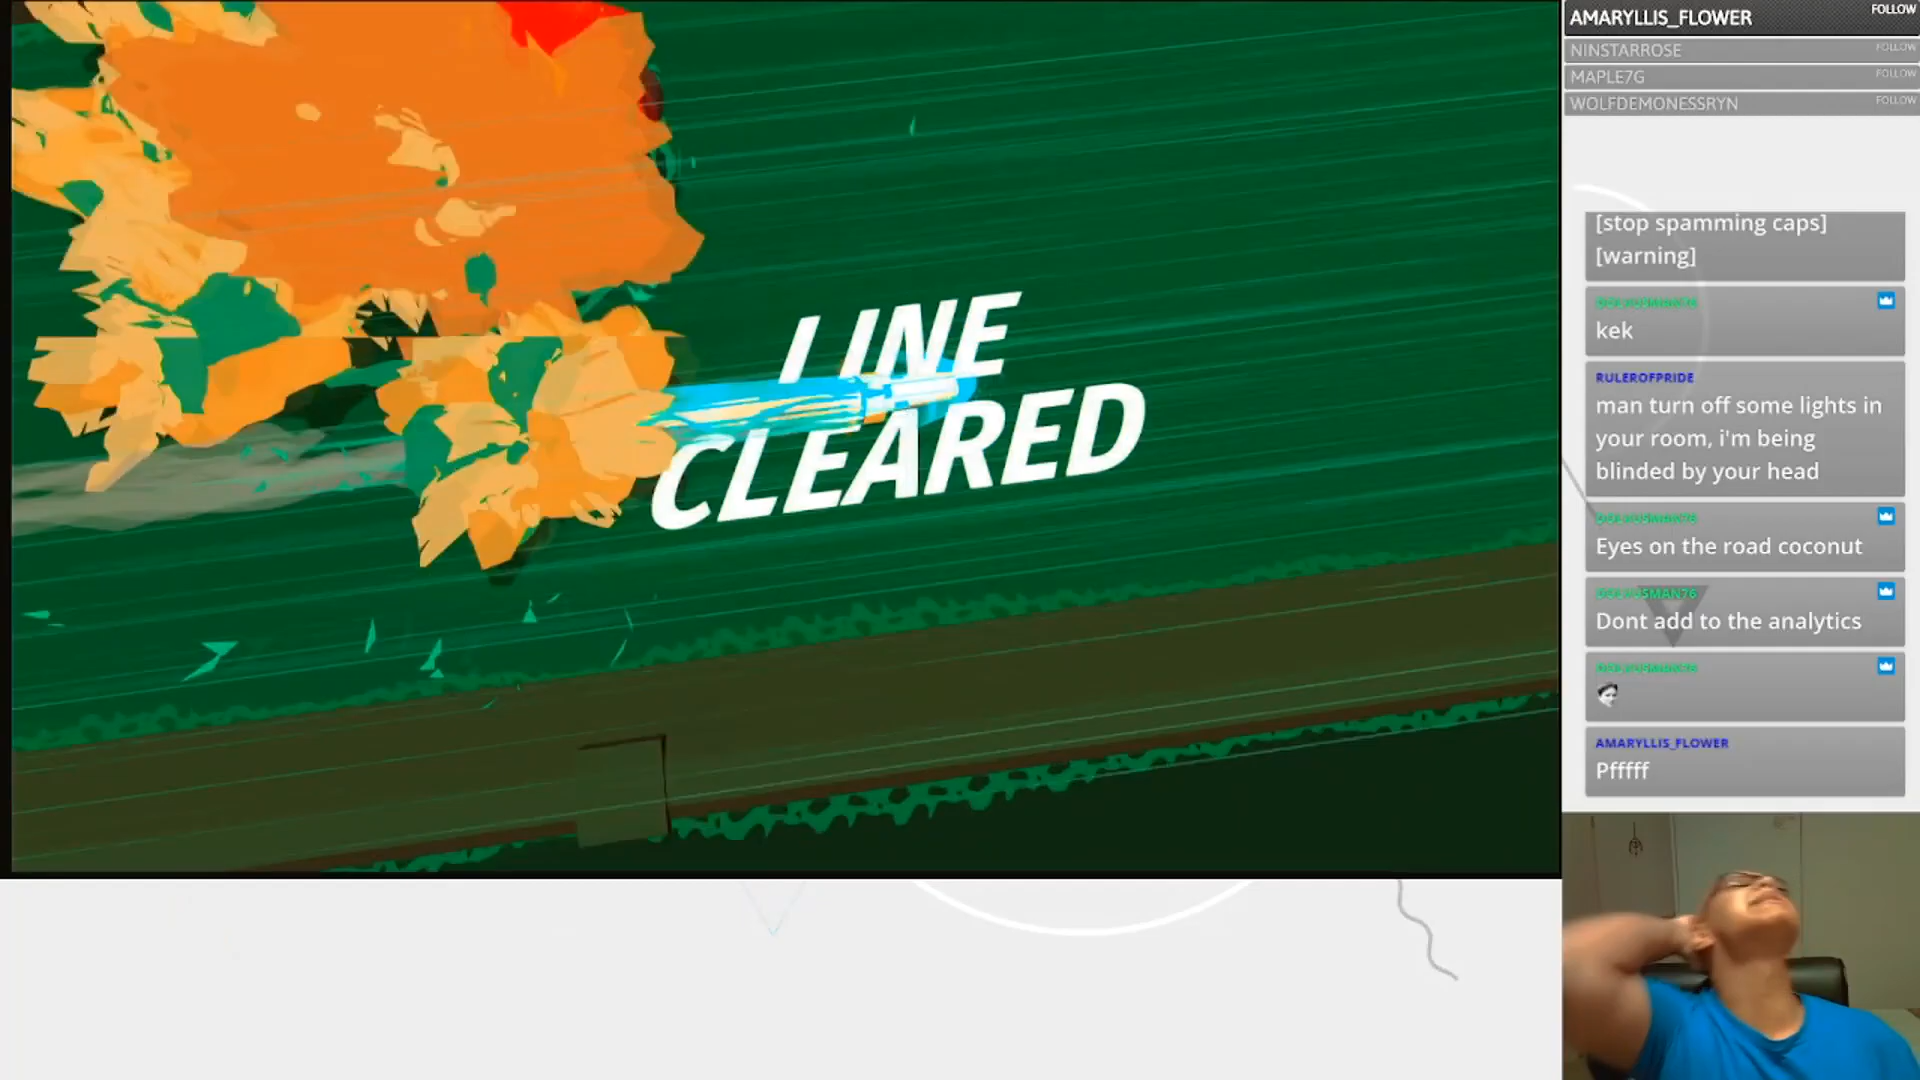 LINE
CLEARED
AMARYLLIS_FLOWER
FOLLOW
NINSTARROSE
FOLLOW
MAPLE7G
FOLLOW
WOLFDEMONESSRYN
FOLLOW
[stop spamming caps]
[warning]
kek
RULEROFPRIDE
man turn off some lights in
your room, i'm being
blinded by your head
Eyes on the road coconut
Dont add to the analytics
AMARYLLIS_FLOWER
Pfffff